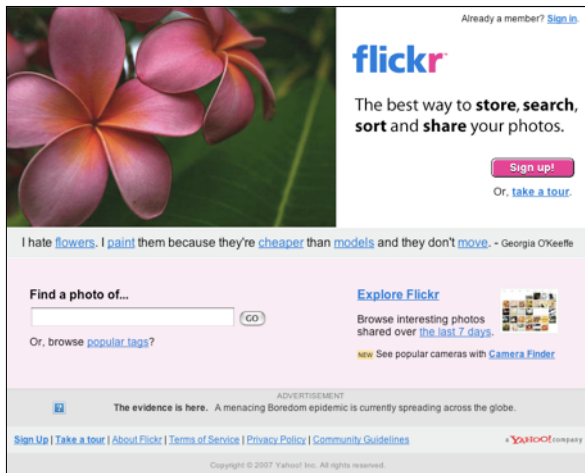 Already a member? Sign in.
flickr
The best way to store, search,
sort and share your photos.
Sign up!
Or, take a tour.
I hate flowers. I paint them because they're cheaper than models and they don't move. - Georgia O'Keeffe
Find a photo of...
GO
Or, browse popular tags?
Explore Flickr
Browse interesting photos
shared over the last 7 days.
NEW See popular cameras with Camera Finder
ADVERTISEMENT
The evidence is here. A menacing Boredom epidemic is currently spreading across the globe.
Sign Up | Take a tour | About Flickr | Terms of Service | Privacy Policy | Community Guidelines
a YAHOO! company
Copyright © 2007 Yahoo! Inc. All rights reserved.